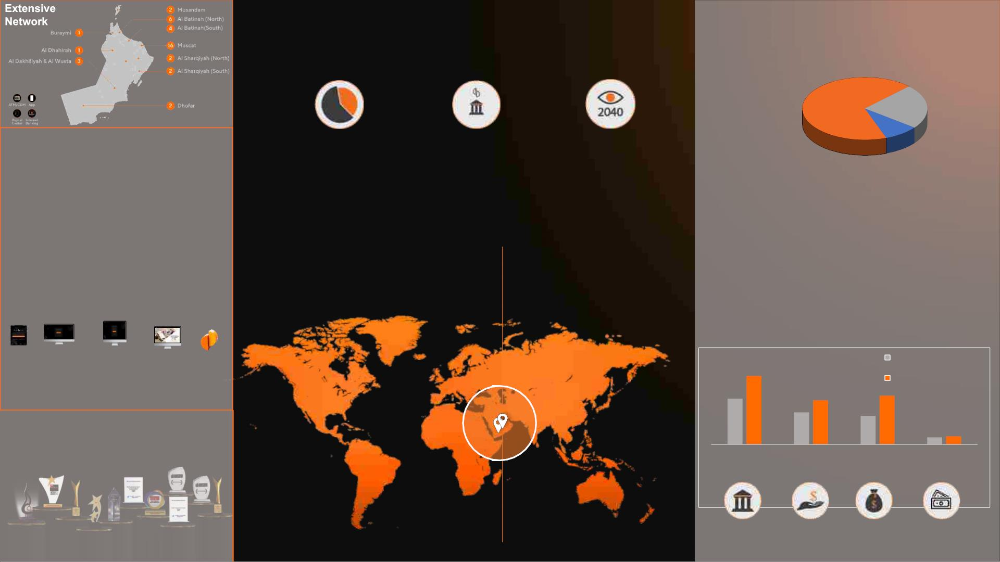 Extensive
Network
2 Musandam
6 Al Batinah (North)
4 Al Batinah(South)
Buraymi 1
16 Muscat
Al Dhahirah 1
2 Al Sharqiyah (North)
Al Dakhiliyah & Al Wusta 3
2 Al Sharqiyah (South)
ATM/CDM App
2 Dhofar
Digital Internet
Center Banking
2040